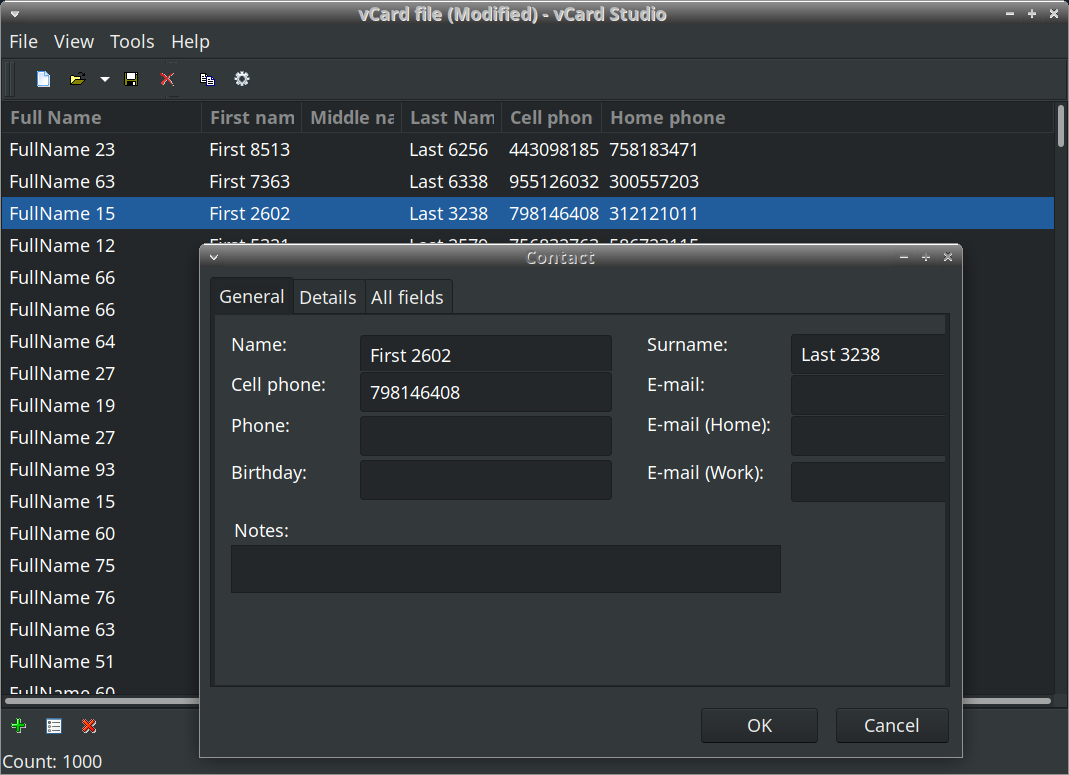 vCard file (Modified) - vCard Studio
File View Tools Help
Full Name First nam Middle na Last Nam Cell phon Home phone
FullName 23 First 8513 Last 6256 443098185 758183471
FullName 63 First 7363 Last 6338 955126032 300557203
FullName 15 First 2602 Last 3238 798146408 312121011
FullName 12
FullName 66
FullName 66
FullName 64
FullName 27
FullName 19
FullName 27
FullName 93
FullName 15
FullName 60
FullName 75
FullName 76
FullName 63
FullName 51
FullName 60
Contact
General Details All fields
Name: First 2602 Surname: Last 3238
Cell phone: 798146408 E-mail:
Phone: E-mail (Home):
Birthday: E-mail (Work):
Notes:
OK Cancel
Count: 1000